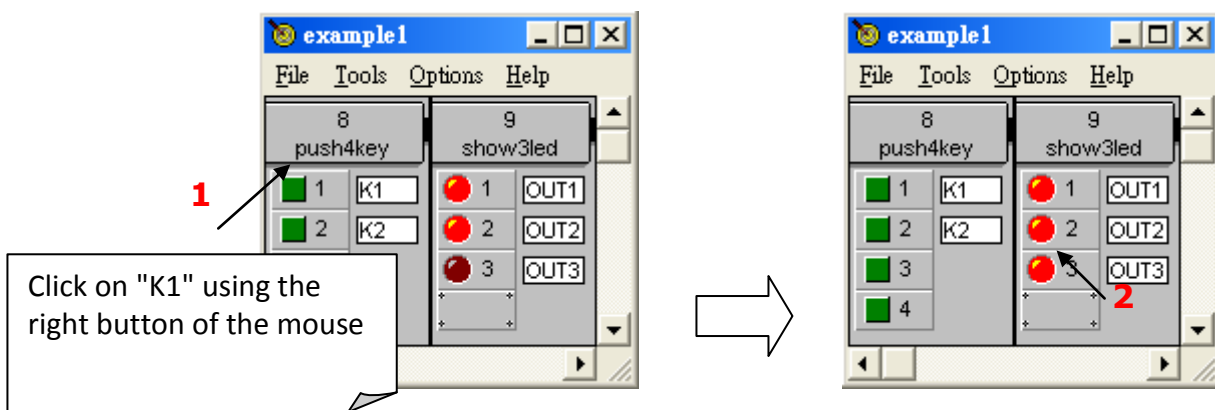 example1
File Tools Options Help
8 9
push4key show3led
1 K1 1 OUT1
2 K2 2 OUT2
3 OUT3
1
Click on "K1" using the
right button of the mouse
example1
File Tools Options Help
8 9
push4key show3led
1 K1 1 OUT1
2 K2 2 OUT2
3 3 OUT3
4
2